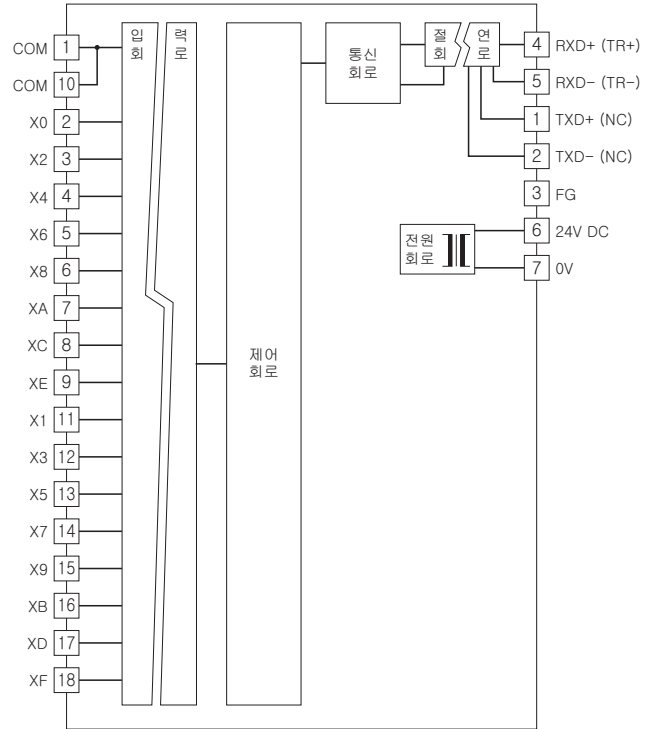 COM 1
COM 10
X0 2
X2 3
X4 4
X6 5
X8 6
XA 7
XC 8
XE 9
X1 11
X3 12
X5 13
X7 14
X9 15
XB 16
XD 17
XF 18
입 력
회 로
제어
회로
통신
회로
절 연
회 로
전원
회로
4 RXD+ (TR+)
5 RXD- (TR-)
1 TXD+ (NC)
2 TXD- (NC)
3 FG
6 24V DC
7 0V